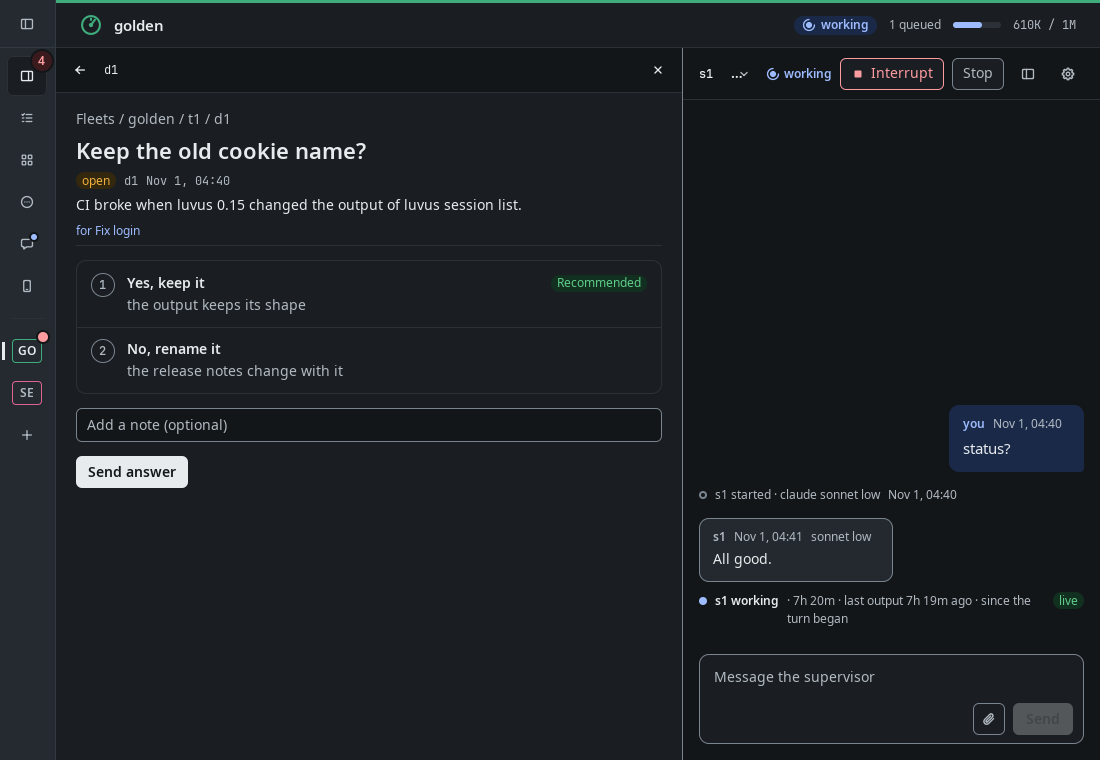 golden
working
1 queued
610K / 1M
4
GO
SE
d1
Fleets / golden / t1 / d1
Keep the old cookie name?
open d1 Nov 1, 04:40
CI broke when luvus 0.15 changed the output of luvus session list.
for Fix login
1 Yes, keep it Recommended
the output keeps its shape
2 No, rename it
the release notes change with it
Add a note (optional)
Send answer
s1 ... working Interrupt Stop
you Nov 1, 04:40
status?
s1 started · claude sonnet low Nov 1, 04:40
s1 Nov 1, 04:41 sonnet low
All good.
s1 working · 7h 20m · last output 7h 19m ago · since the live
turn began
Message the supervisor
Send